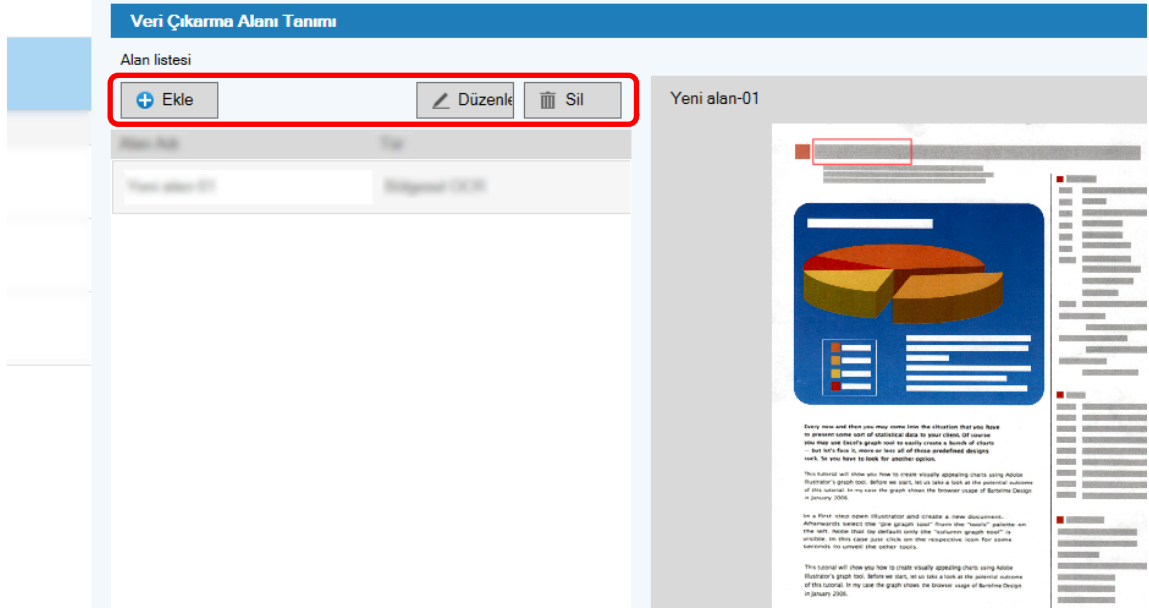 Veri Çıkarma Alanı Tanımı
Alan listesi
Ekle
Düzenle
Sil
Yeni alan-01
Every now and then you may come into the situation that you have
to present some sort of statistical data to your client. Of course
you may use Excel's graph tool to easily create a bunch of charts
— but let's face it, more or less all of those predefined designs
suck. So you have to look for another option.
This tutorial will show you how to create visually appealing charts using Adobe
Illustrator's graph tool. Before we start, let us take a look at the potential outcome
of this tutorial. In my case the graph shows the browser usage of Bartelme Design
in January 2006.
In a first step open Illustrator and create a new document.
Afterwards select the "pie graph tool" from the "tools" palette on
the left. Note that by default only the "column graph tool" is
visible. In this case just click on the respective icon for some
seconds to unveil the other tools.
This tutorial will show you how to create visually appealing charts using Adobe
Illustrator's graph tool. Before we start, let us take a look at the potential outcome
of this tutorial. In my case the graph shows the browser usage of Bartelme Design
in January 2006.